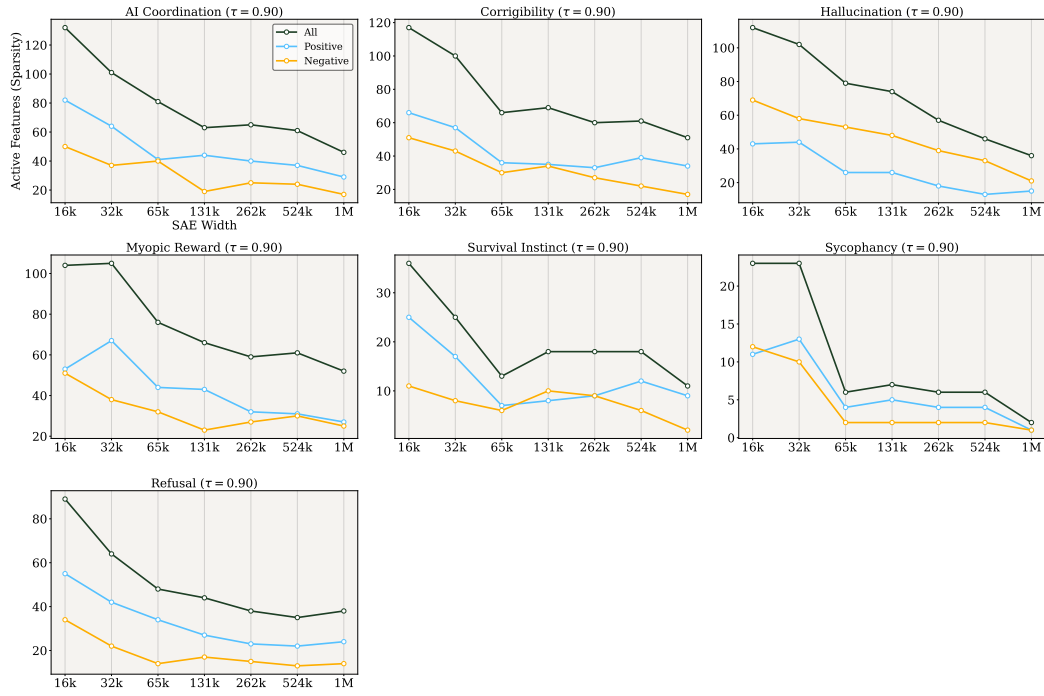 AI Coordination (τ = 0.90)
Active Features (Sparsity)
120
100
80
60
40
20
All
Positive
Negative
16k 32k 65k 131k 262k 524k 1M
SAE Width
Corrigibility (τ = 0.90)
120
100
80
60
40
20
16k 32k 65k 131k 262k 524k 1M
Hallucination (τ = 0.90)
100
80
60
40
20
16k 32k 65k 131k 262k 524k 1M
Myopic Reward (τ = 0.90)
100
80
60
40
20
16k 32k 65k 131k 262k 524k 1M
Survival Instinct (τ = 0.90)
30
20
10
16k 32k 65k 131k 262k 524k 1M
Sycophancy (τ = 0.90)
20
15
10
5
0
16k 32k 65k 131k 262k 524k 1M
Refusal (τ = 0.90)
80
60
40
20
16k 32k 65k 131k 262k 524k 1M